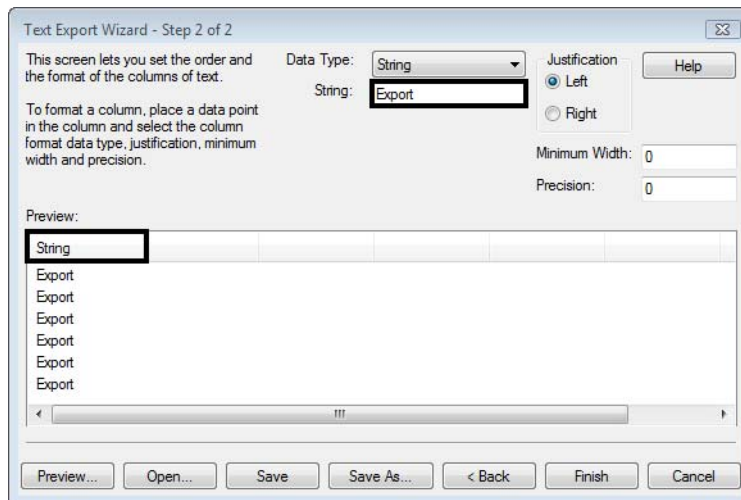 Text Export Wizard - Step 2 of 2
This screen lets you set the order and
the format of the columns of text.
To format a column, place a data point
in the column and select the column
format data type, justification, minimum
width and precision.
Data Type: String
String: Export
Justification
Left
Right
Help
Minimum Width: 0
Precision: 0
Preview:
String
Export
Export
Export
Export
Export
Export
Preview... Open... Save Save As... < Back Finish Cancel